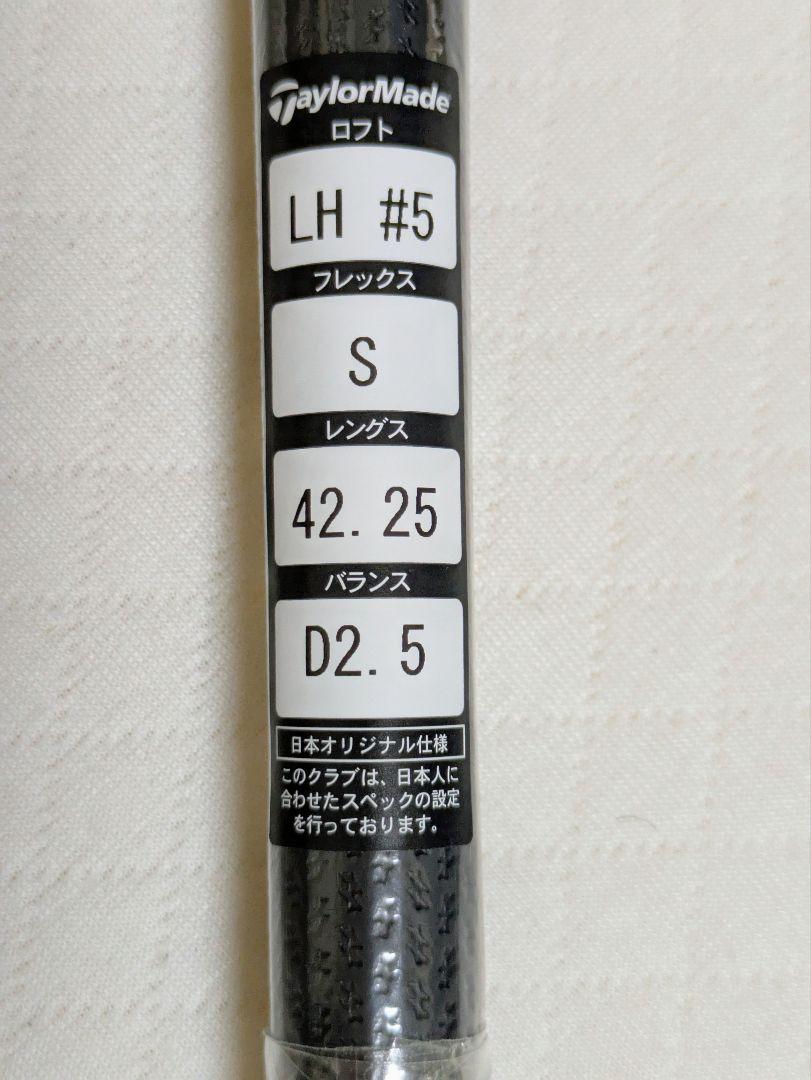 TaylorMade
ロフト
LH #5
フレックス
S
レングス
42.25
バランス
D2.5
日本オリジナル仕様
このクラブは、日本人に
合わせたスペックの設定
を行っております。